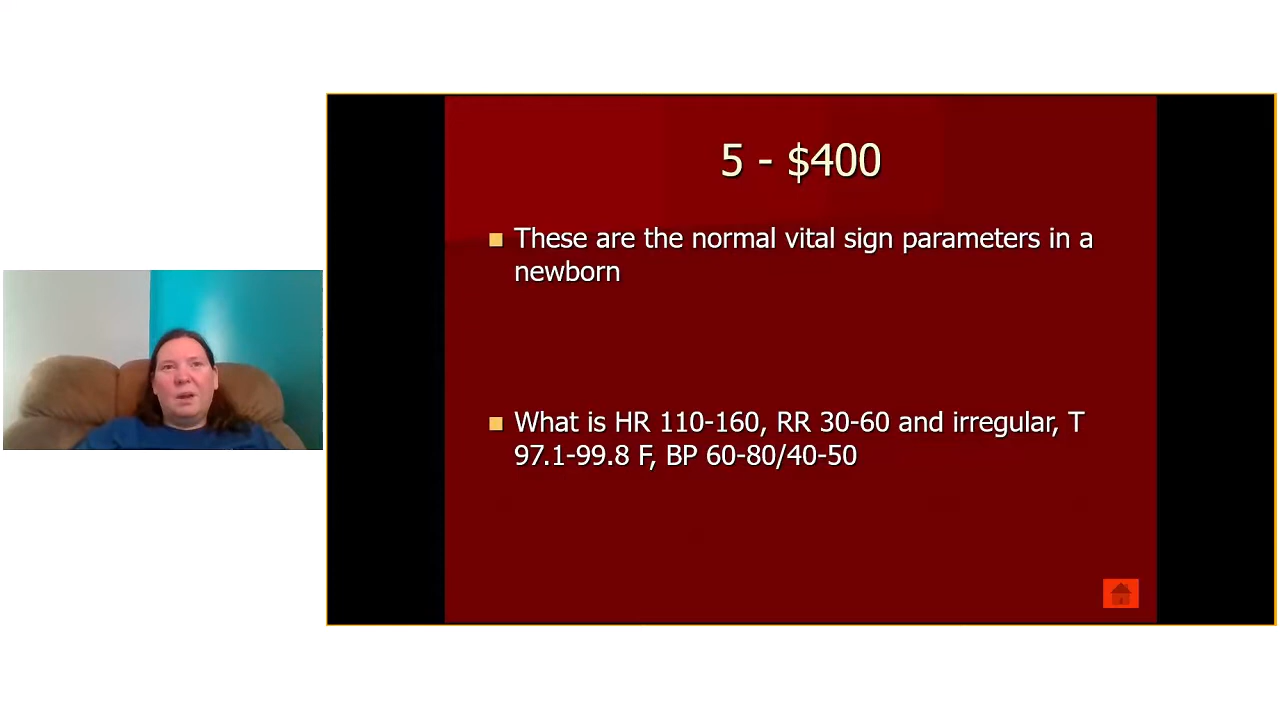 5 - $400
These are the normal vital sign parameters in a
newborn
What is HR 110-160, RR 30-60 and irregular, T
97.1-99.8 F, BP 60-80/40-50